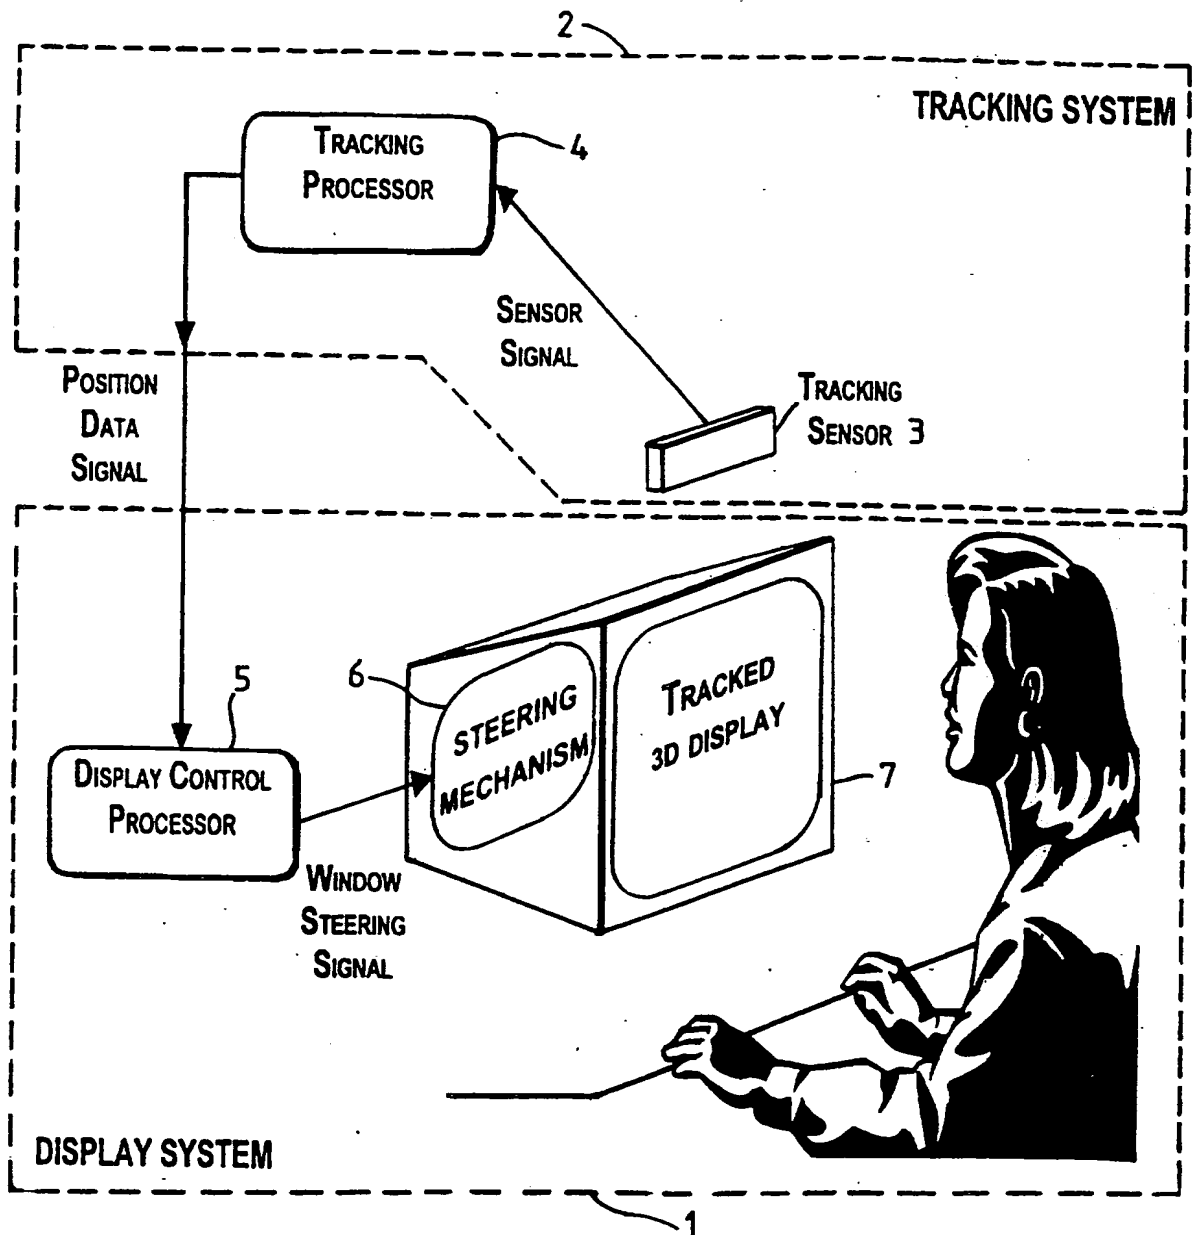 2
TRACKING SYSTEM
TRACKING
PROCESSOR
4
SENSOR
SIGNAL
TRACKING
SENSOR 3
POSITION
DATA
SIGNAL
5
DISPLAY CONTROL
PROCESSOR
6
STEERING
MECHANISM
TRACKED
3D DISPLAY
7
WINDOW
STEERING
SIGNAL
DISPLAY SYSTEM
1